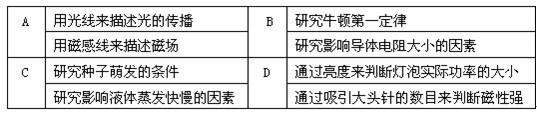 A 用光线来描述光的传播 B 研究牛顿第一定律
用磁感线来描述磁场 研究影响导体电阻大小的因素
C 研究种子萌发的条件 D 通过亮度来判断灯泡实际功率的大小
研究影响液体蒸发快慢的因素 通过吸引大头针的数目来判断磁性强